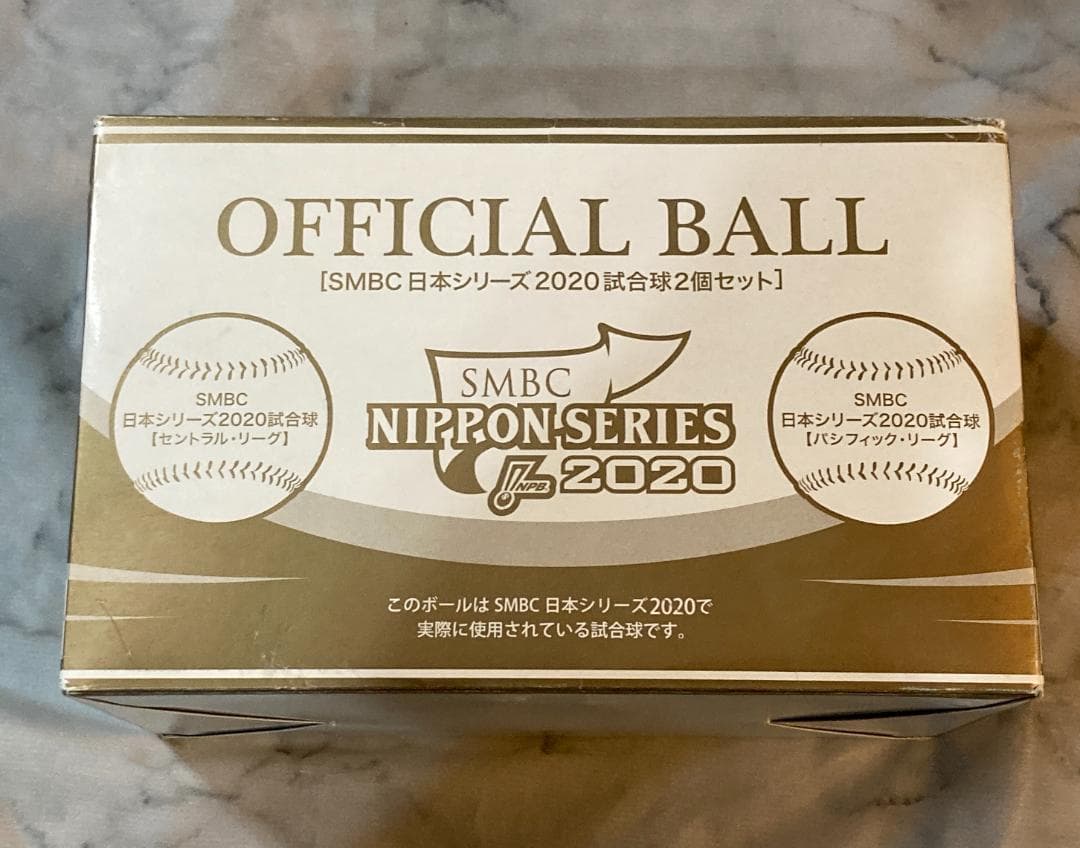 OFFICIAL BALL
[SMBC 日本シリーズ2020 試合球2個セット]
SMBC
日本シリーズ2020試合球
【セントラル・リーグ】
SMBC
NIPPON SERIES
NPB 2020
SMBC
日本シリーズ2020試合球
【パシフィック・リーグ】
このボールは SMBC 日本シリーズ2020で
実際に使用されている試合球です。